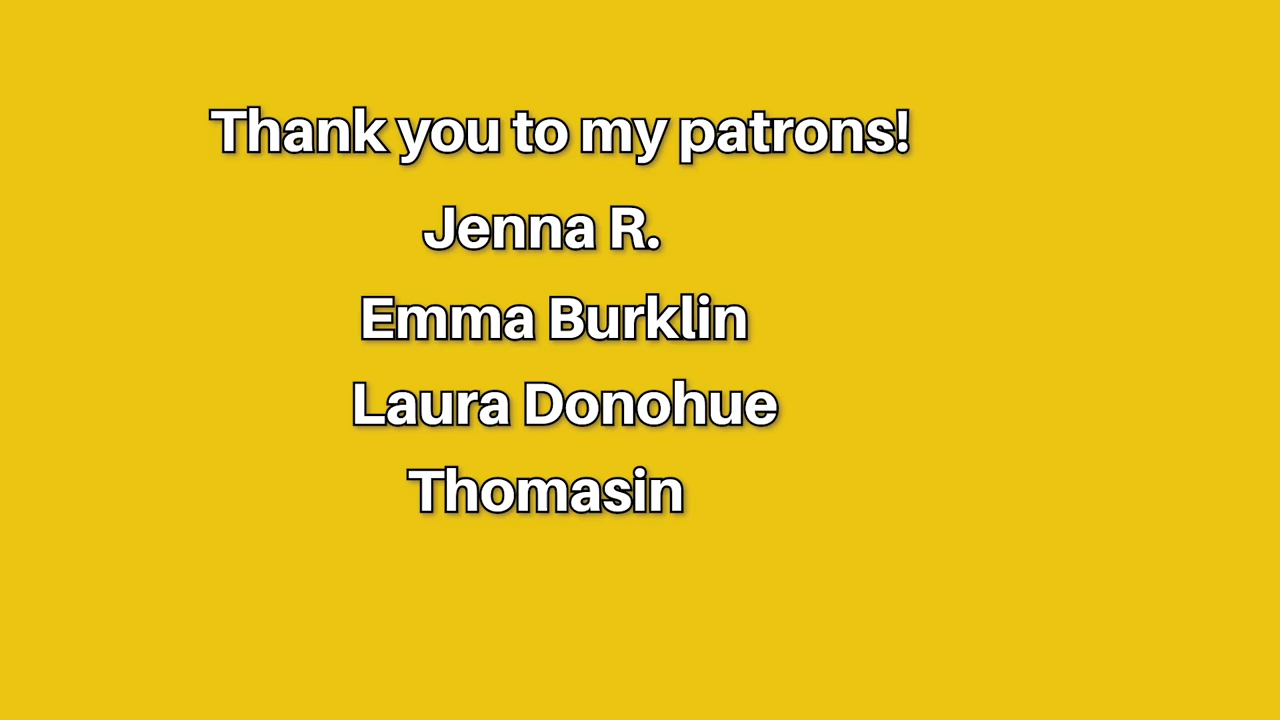 Thank you to my patrons!
Jenna R.
Emma Burklin
Laura Donohue
Thomasin